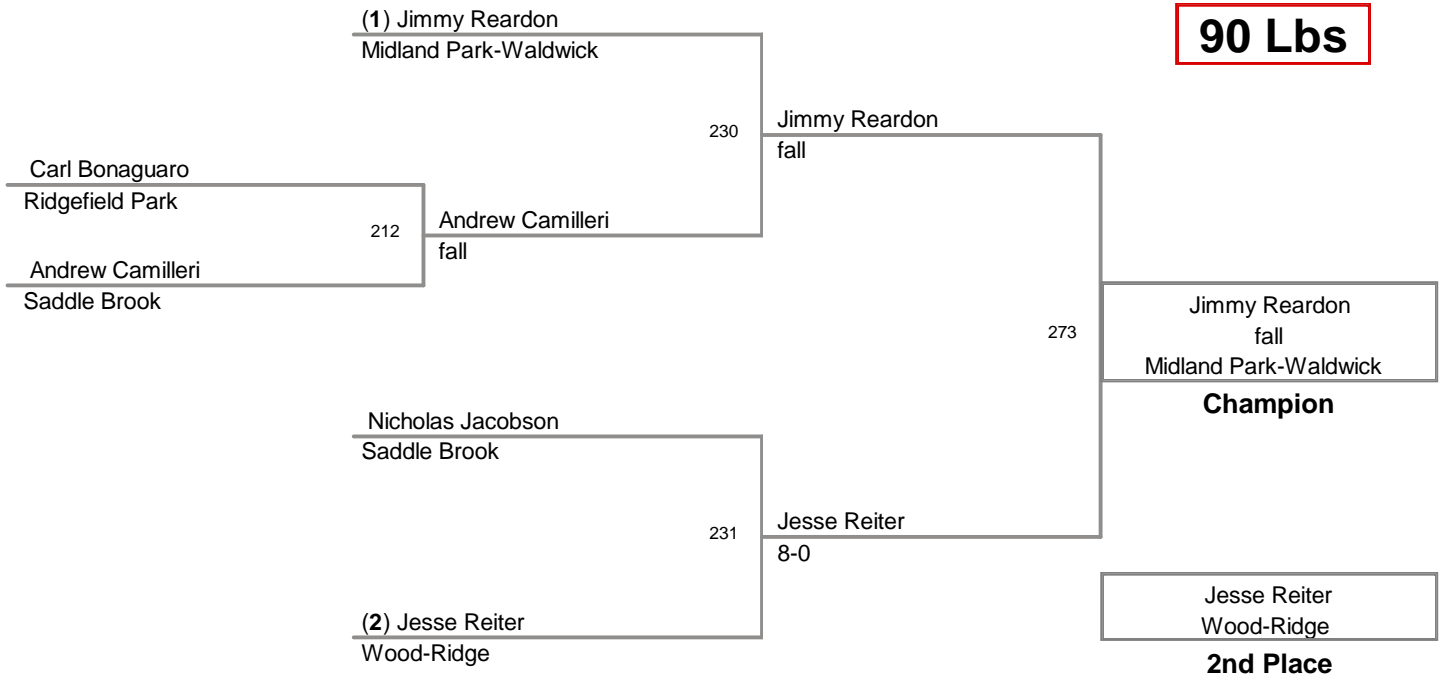 (1) Jimmy Reardon
Midland Park-Waldwick
90 Lbs
230
Jimmy Reardon
fall
Carl Bonaguaro
Ridgefield Park
212
Andrew Camilleri
fall
Andrew Camilleri
Saddle Brook
273
Jimmy Reardon
fall
Midland Park-Waldwick
Champion
Nicholas Jacobson
Saddle Brook
231
Jesse Reiter
8-0
(2) Jesse Reiter
Wood-Ridge
Jesse Reiter
Wood-Ridge
2nd Place